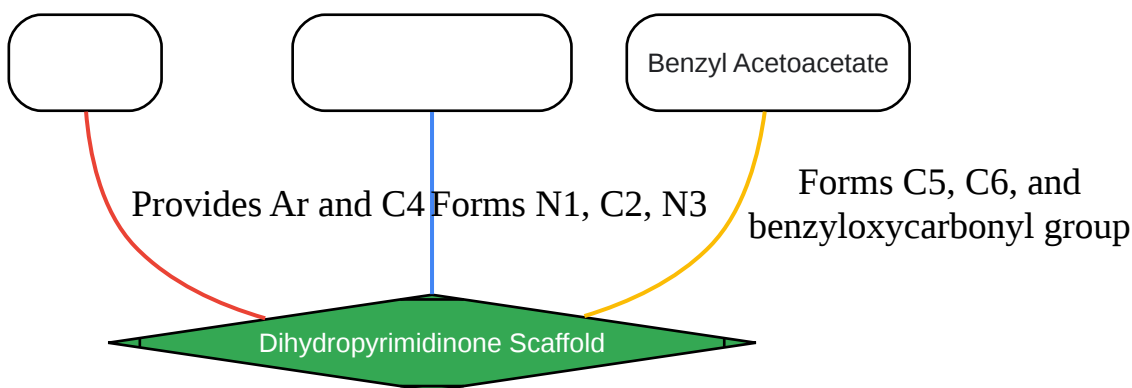 Benzyl Acetoacetate
Provides Ar and C4
Forms N1, C2, N3
Forms C5, C6, and
benzyloxycarbonyl group
Dihydropyrimidinone Scaffold